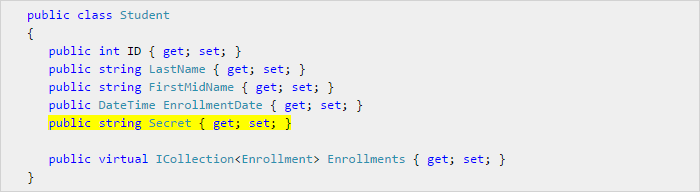 public class Student
{
public int ID { get; set; }
public string LastName { get; set; }
public string FirstMidName { get; set; }
public DateTime EnrollmentDate { get; set; }
public string Secret { get; set; }
public virtual ICollection<Enrollment> Enrollments { get; set; }
}